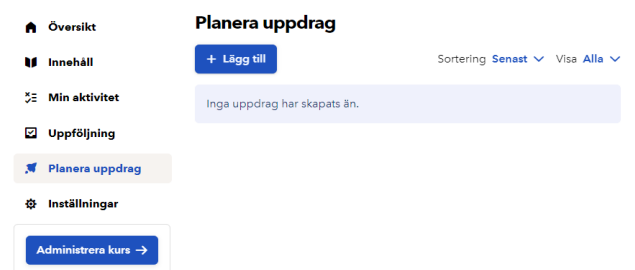 Översikt
Innehåll
Min aktivitet
Uppföljning
Planera uppdrag
Inställningar
Administrera kurs →
Planera uppdrag
+ Lägg till
Sortering Senast Visa Alla
Inga uppdrag har skapats än.